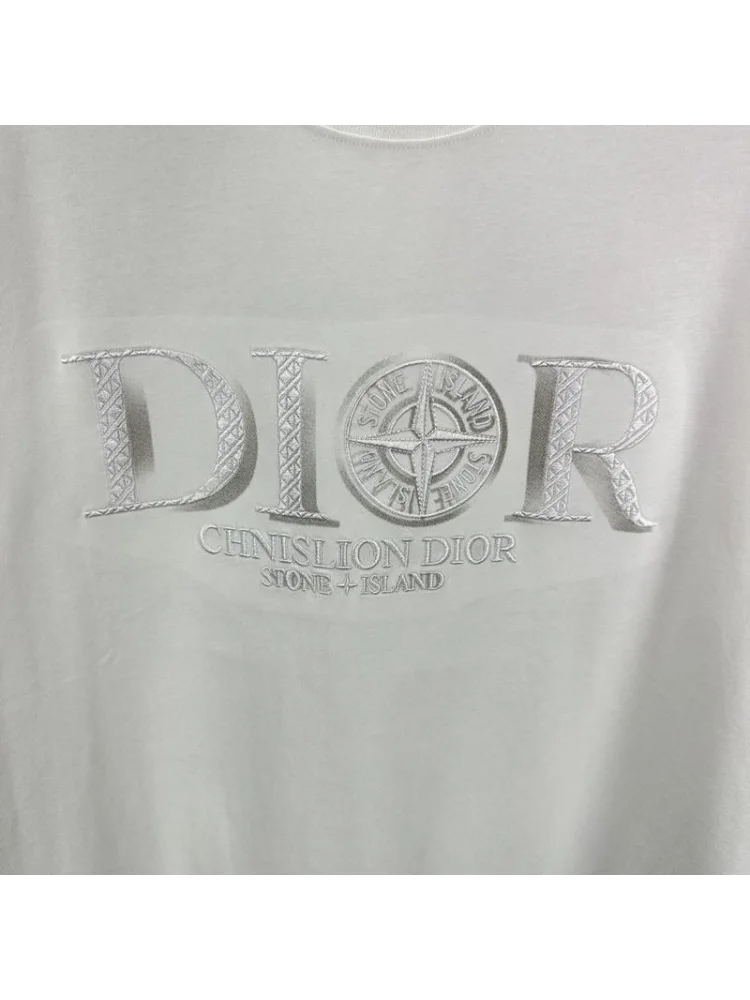 DIOR
STONE ISLAND STONE ISLAND
CHNISLION DIOR
STONE ISLAND